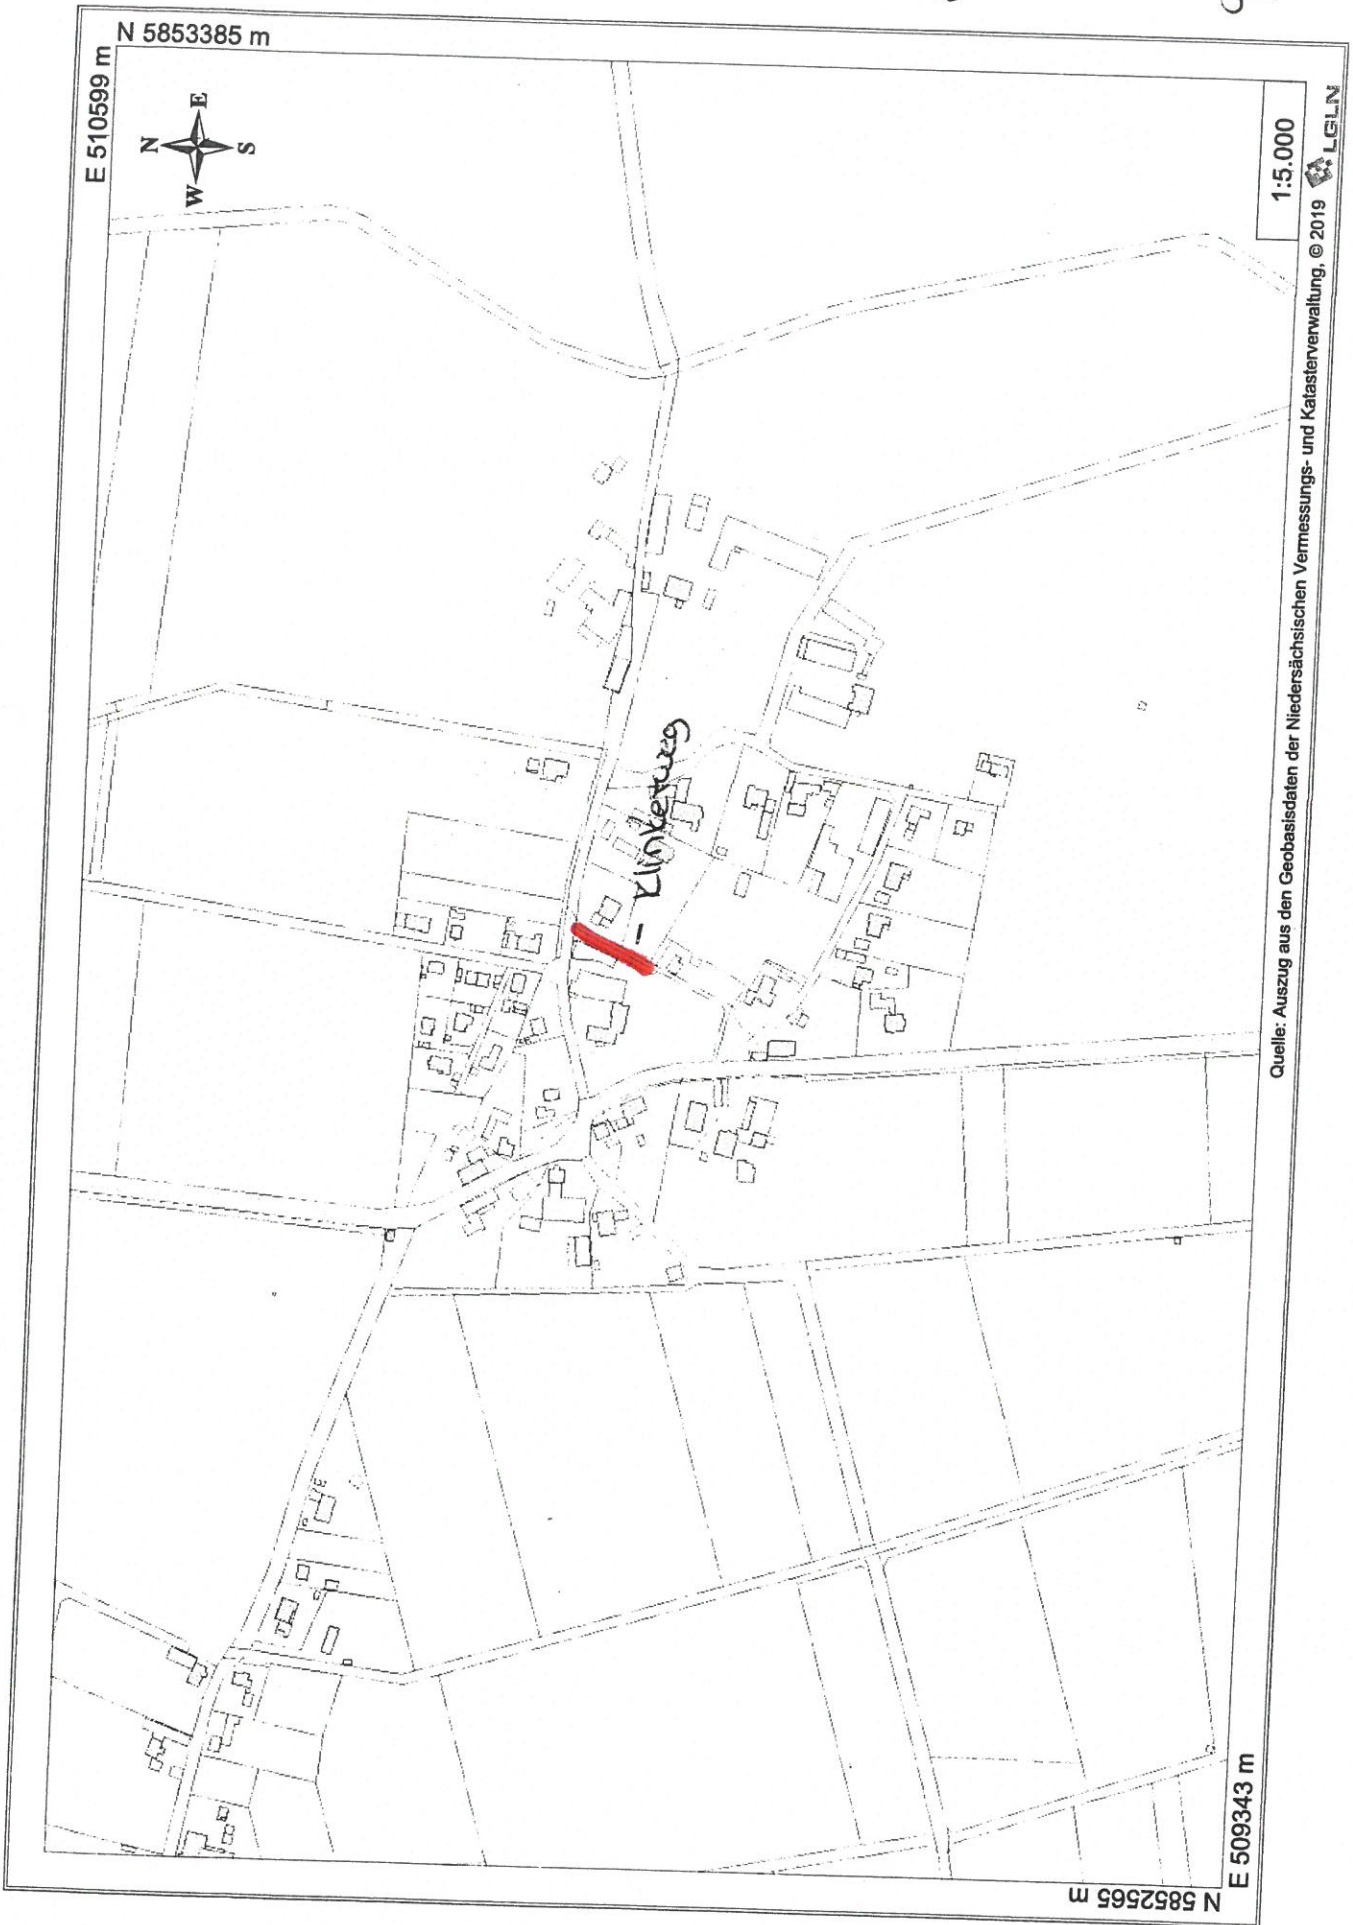 N 5853385 m
E 510599 m
N
W
E
S
Klinkerweg
1:5.000
LGLN
Quelle: Auszug aus den Geobasisdaten der Niedersächsischen Vermessungs- und Katasterverwaltung, © 2019
E 509343 m
N 5852565 m